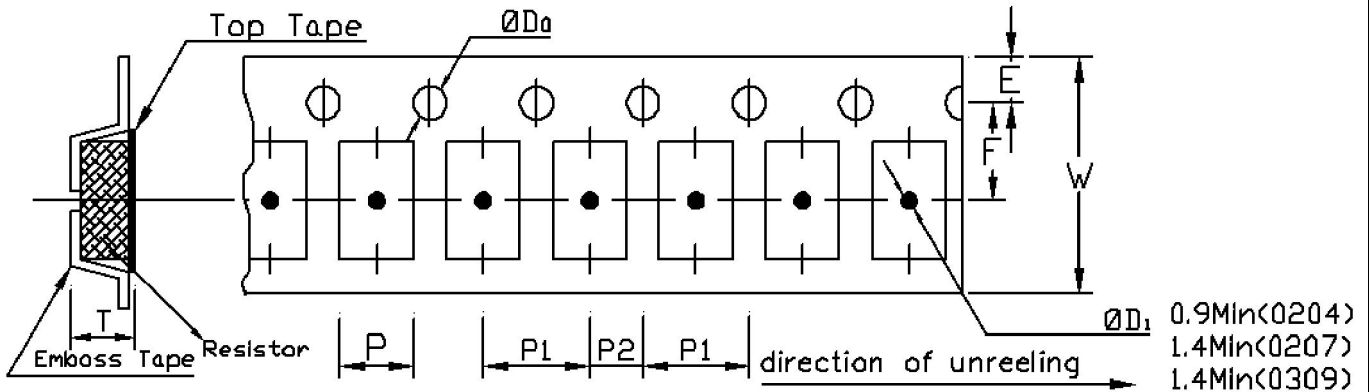 Top Tape
ØDa
E
F
W
T
Emboss Tape
Resistor
P
P1
P2
P1
direction of unreeling
ØD1 0.9Min(0204)
1.4Min(0207)
1.4Min(0309)